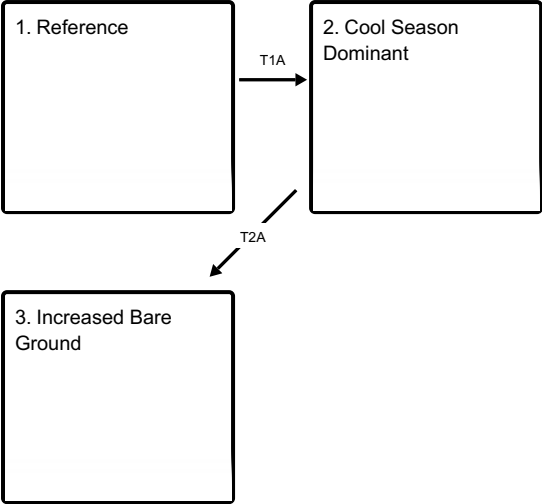 1. Reference
T1A
2. Cool Season
Dominant
T2A
3. Increased Bare
Ground